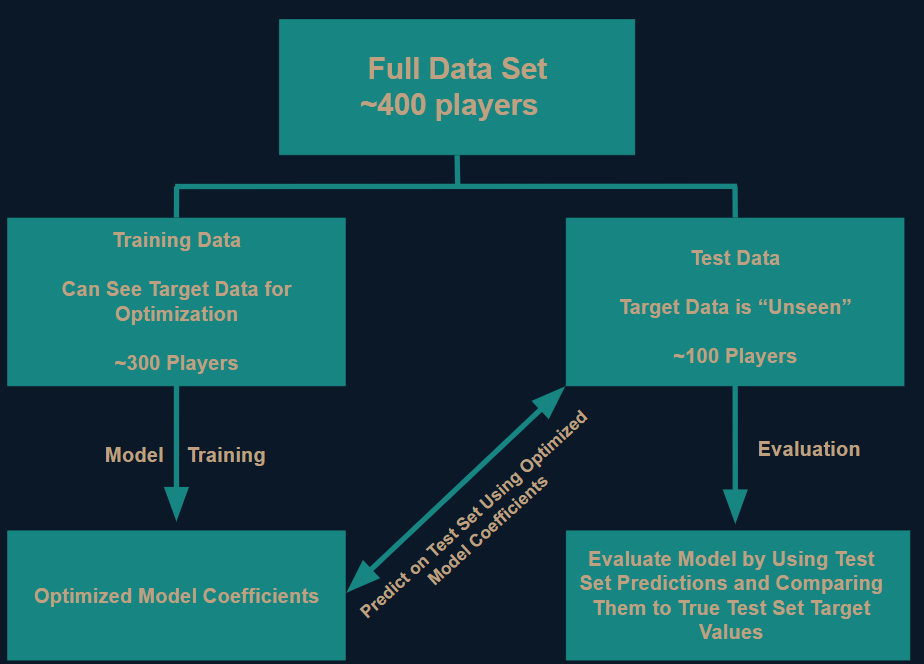 Full Data Set
~400 players
Training Data
Can See Target Data for
Optimization
~300 Players
Test Data
Target Data is “Unseen”
~100 Players
Model Training
Predict on Test Set Using Optimized
Model Coefficients
Evaluation
Optimized Model Coefficients
Evaluate Model by Using Test
Set Predictions and Comparing
Them to True Test Set Target
Values